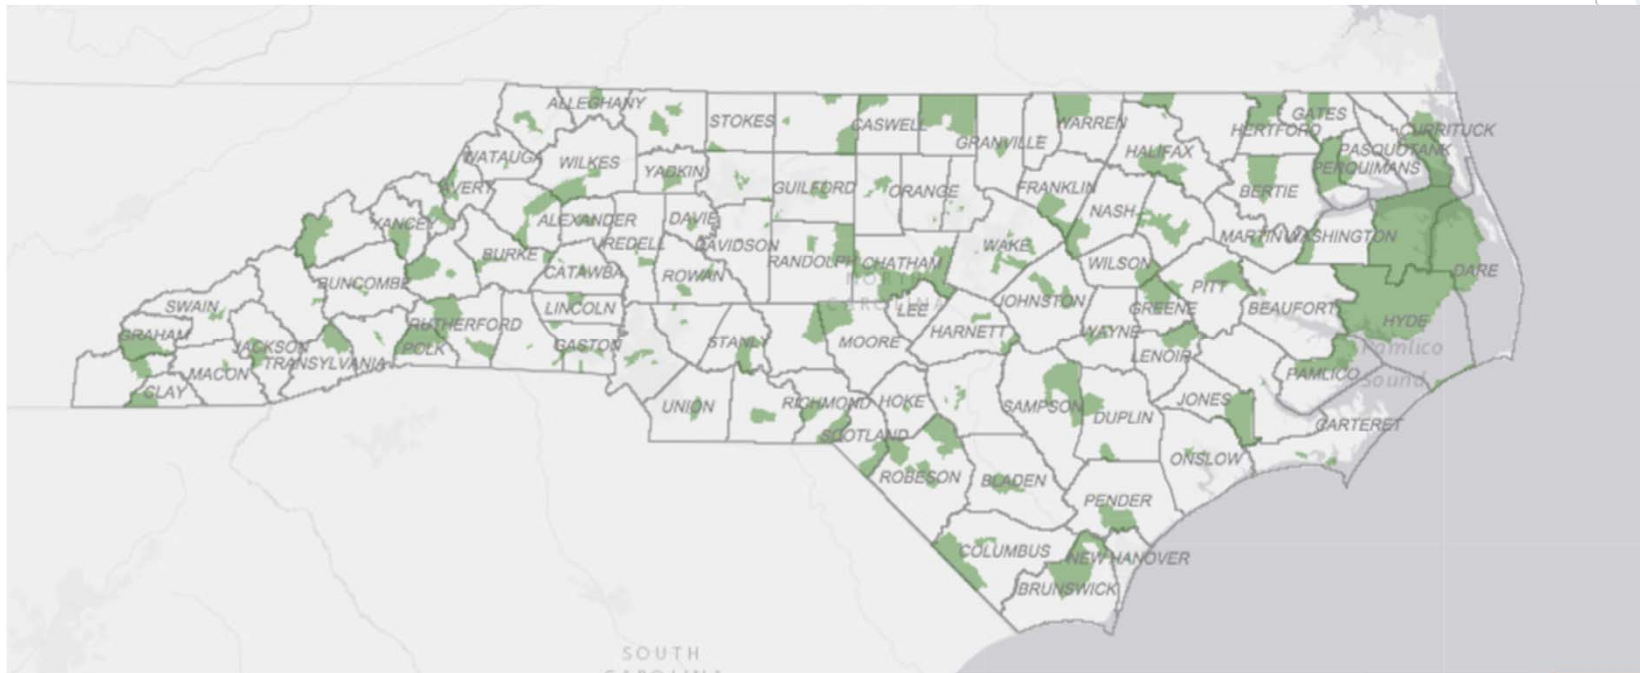 ALLEGHANY
STOKES
CASWELL
GRANVILLE
WARREN
HALIFAX
HERTFORD
GATES
CURRITUCK
PASQUOTANK
PERQUIMANS
WATAUGA
WILKES
YADKIN
GUILFORD
ORANGE
FRANKLIN
NASH
BERTIE
AVERY
YANCEY
ALEXANDER
DAVIE
IREDELL
DAVIDSON
BURKE
CATAWBA
ROWAN
RANDOLPH
CHATHAM
WAKE
WILSON
MARTIN
WASHINGTON
DARE
BUNCOMBE
SWAIN
LINCOLN
NORTH
CAROLINA
LEE
JOHNSTON
GREENE
PITT
BEAUFORT
HYDE
GRAHAM
JACKSON
RUTHERFORD
POLK
GASTON
STANLY
MOORE
HARNETT
WAYNE
LENOIR
Pamlico
Sound
PAMLICO
TRANSYLVANIA
MACON
CLAY
UNION
RICHMOND
HOKE
SAMPSON
DUPLIN
JONES
CARTERET
SCOTLAND
ROBESON
BLADEN
ONSLOW
PENDER
COLUMBUS
NEW HANOVER
BRUNSWICK
SOUTH
CAROLINA